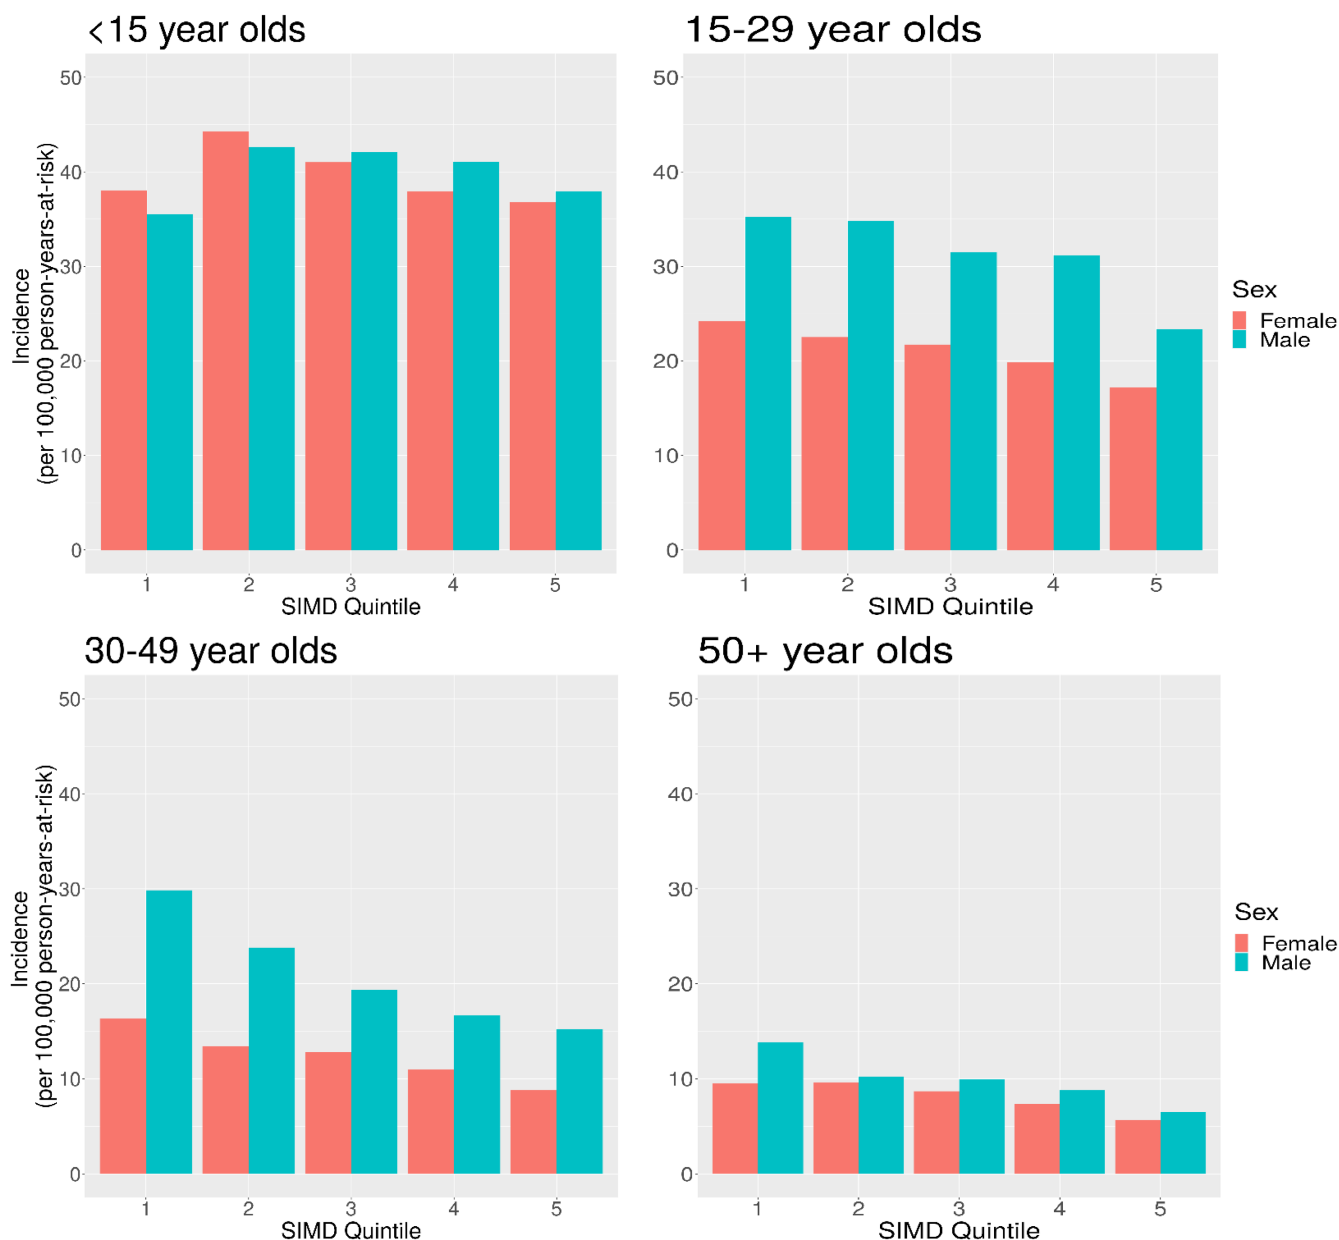 <15 year olds
50
40
30
20
10
0
Incidence
(per 100,000 person-years-at-risk)
1 2 3 4 5
SIMD Quintile
15-29 year olds
50
40
30
20
10
0
1 2 3 4 5
SIMD Quintile
Sex
Female
Male
30-49 year olds
50
40
30
20
10
0
Incidence
(per 100,000 person-years-at-risk)
1 2 3 4 5
SIMD Quintile
50+ year olds
50
40
30
20
10
0
1 2 3 4 5
SIMD Quintile
Sex
Female
Male